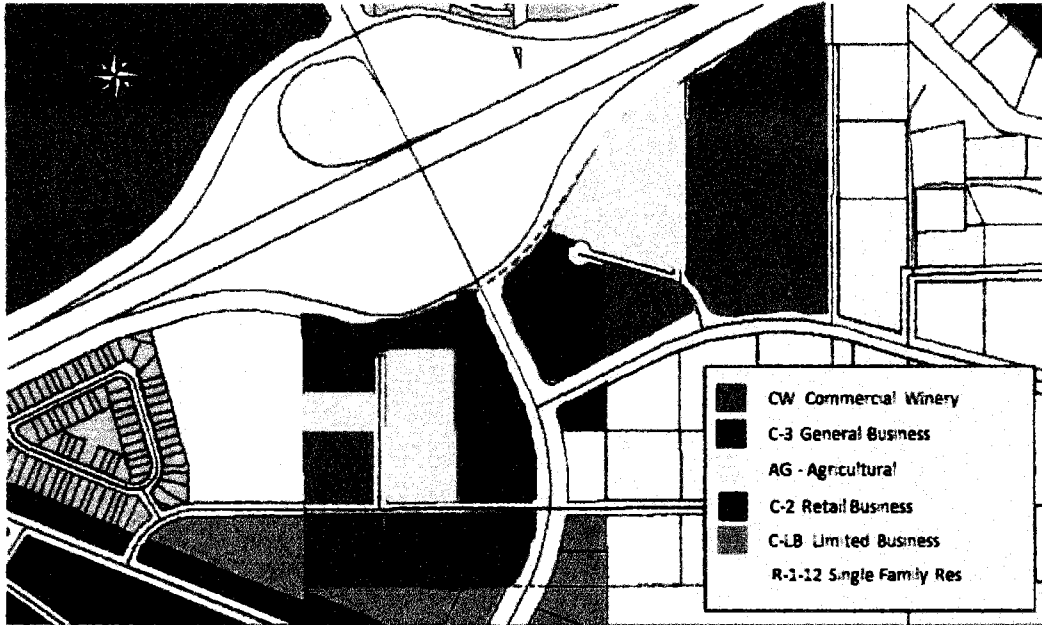 CW Commercial Winery
C-3 General Business
AG - Agricultural
C-2 Retail Business
C-LB Limited Business
R-1-12 Single Family Res